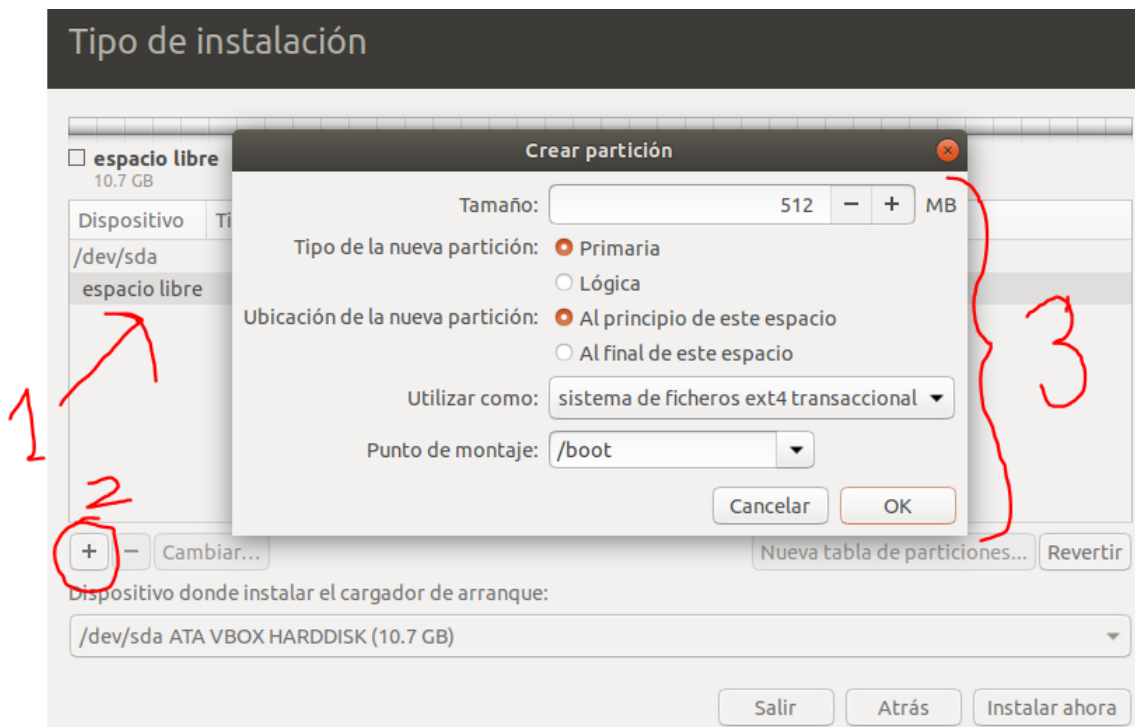 Tipo de instalación
espacio libre
10.7 GB
Crear partición
Tamaño: 512 − + MB
Dispositivo Ti
Tipo de la nueva partición: Primaria
/dev/sda
Lógica
espacio libre
Ubicación de la nueva partición: Al principio de este espacio
Al final de este espacio
1
3
Utilizar como: sistema de ficheros ext4 transaccional
Punto de montaje: /boot
2
Cancelar OK
+ − Cambiar... Nueva tabla de particiones... Revertir
Dispositivo donde instalar el cargador de arranque:
/dev/sda ATA VBOX HARDDISK (10.7 GB)
Salir Atrás Instalar ahora